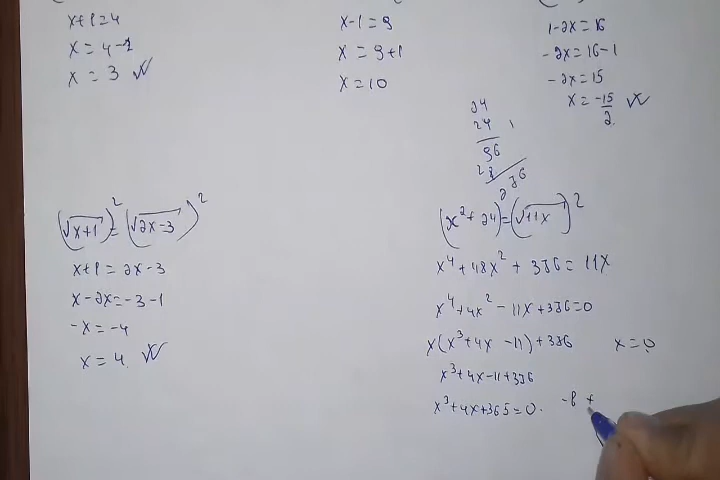 x+1=4
x = 4-1
x = 3
x-1=9
x = 9+1
x = 10
1-2x=16
-2x=16-1
-2x=15
x = -15/2
24
24
96
(√x+1)² = (√2x-3)²
x+1 = 2x-3
x-2x=-3-1
-x=-4
x = 4
(x²+24)=(√11x)²
x⁴+48x²+336=11x
x⁴+4x²-11x+336=0
x(x³+4x-11)+336
x=0
x³+4x-11+336
x³+4x+365=0.
-b +